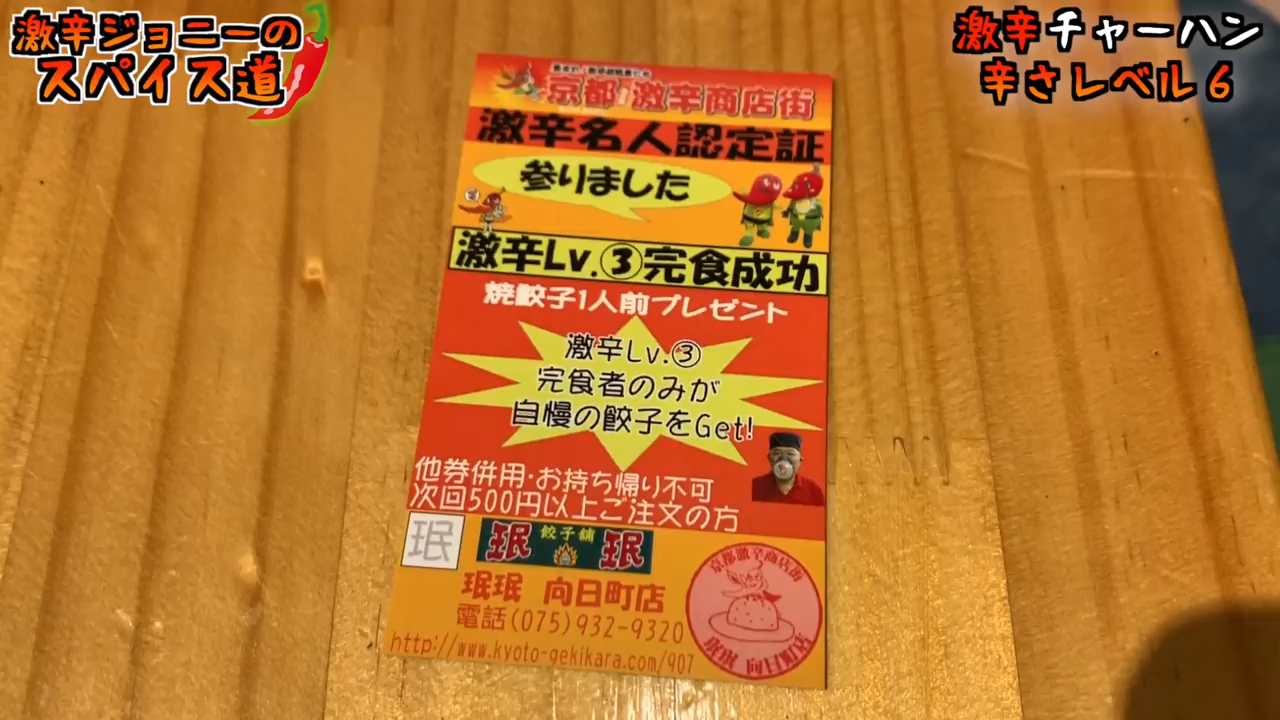 激辛ジョニーの
スパイス道
激辛チャーハン
辛さレベル6
京都激辛商店街
激辛名人認定証
参りました
激辛Lv.③完食成功
焼餃子1人前プレゼント
激辛Lv.③
完食者のみが
自慢の餃子をGet!
他券併用・お持ち帰り不可
次回500円以上ご注文の方
珉
珉 餃子舗 珉
珉珉 向日町店
電話(075)932-9320
http://www.kyoto-gekikara.com/907
京都激辛商店街
珉珉 向日町店